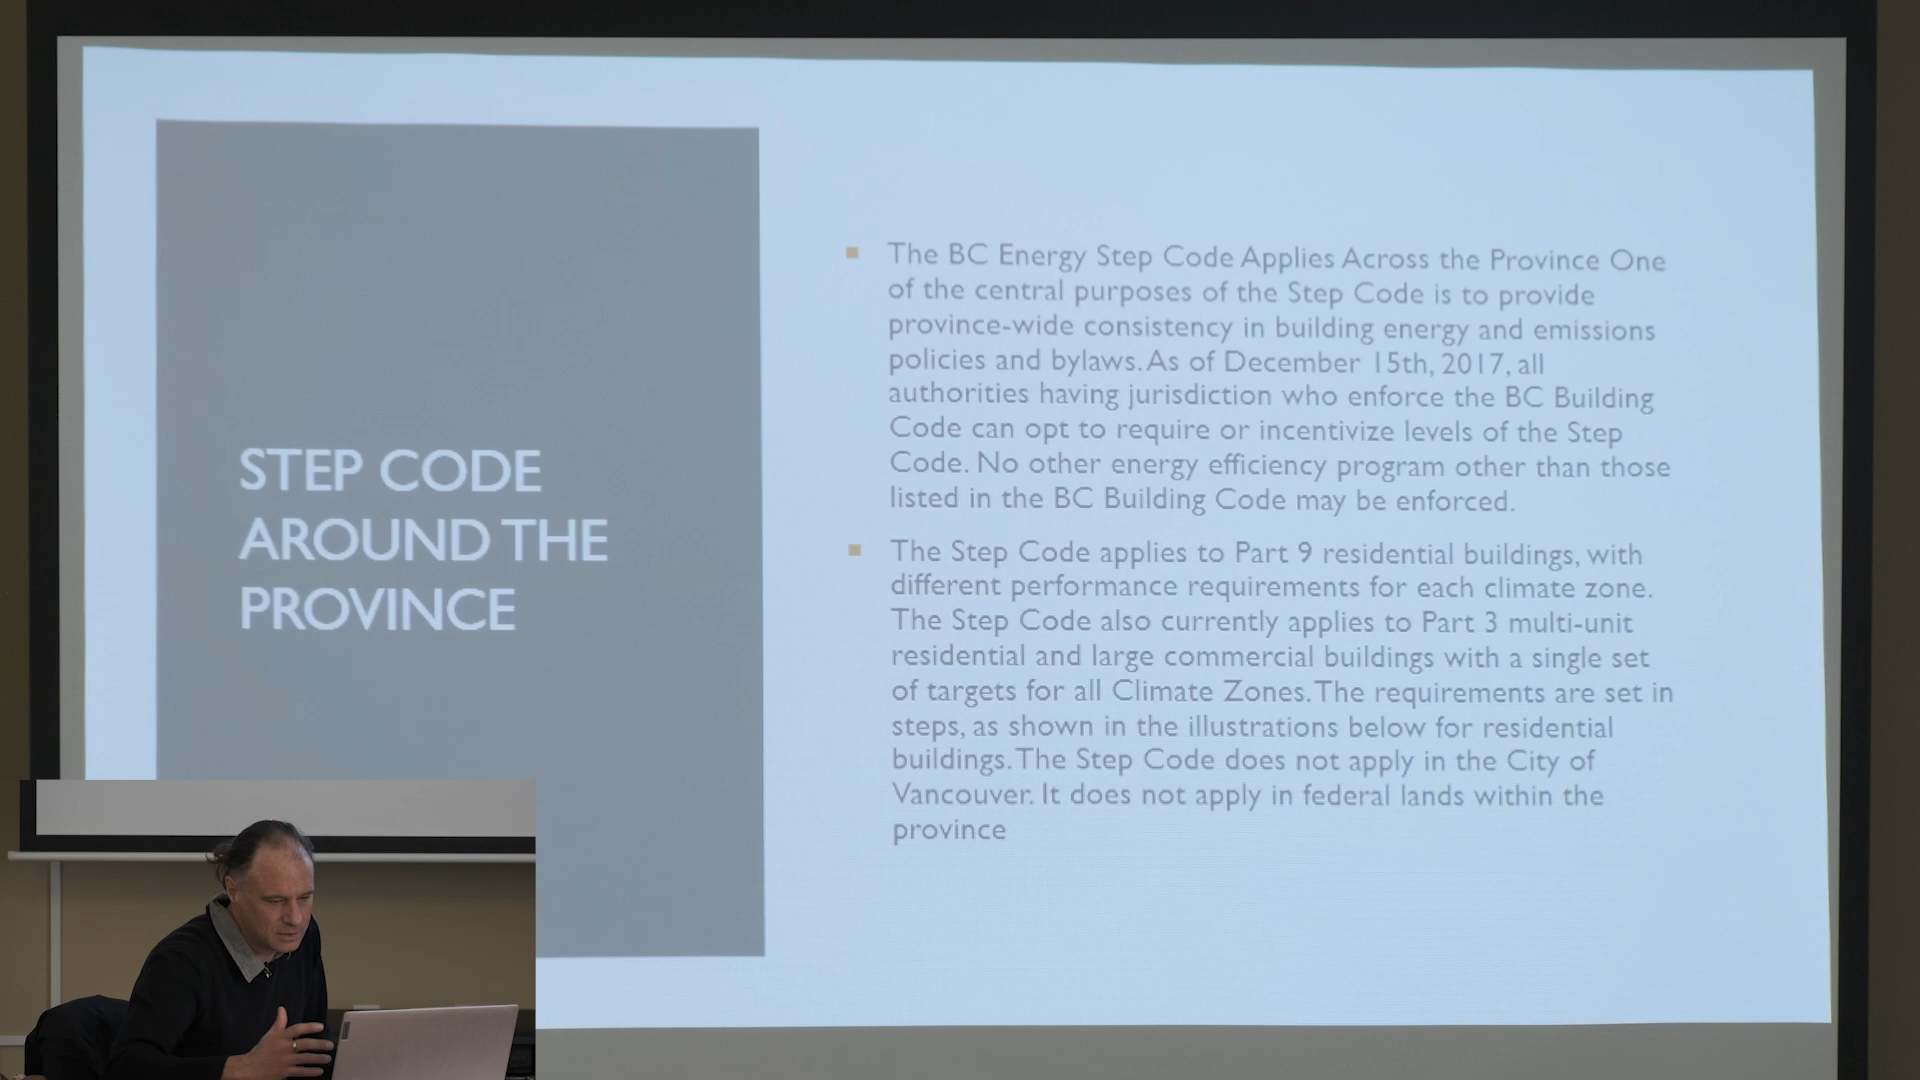 STEP CODE
AROUND THE
PROVINCE
The BC Energy Step Code Applies Across the Province One
of the central purposes of the Step Code is to provide
province-wide consistency in building energy and emissions
policies and bylaws. As of December 15th, 2017, all
authorities having jurisdiction who enforce the BC Building
Code can opt to require or incentivize levels of the Step
Code. No other energy efficiency program other than those
listed in the BC Building Code may be enforced.
The Step Code applies to Part 9 residential buildings, with
different performance requirements for each climate zone.
The Step Code also currently applies to Part 3 multi-unit
residential and large commercial buildings with a single set
of targets for all Climate Zones. The requirements are set in
steps, as shown in the illustrations below for residential
buildings. The Step Code does not apply in the City of
Vancouver. It does not apply in federal lands within the
province